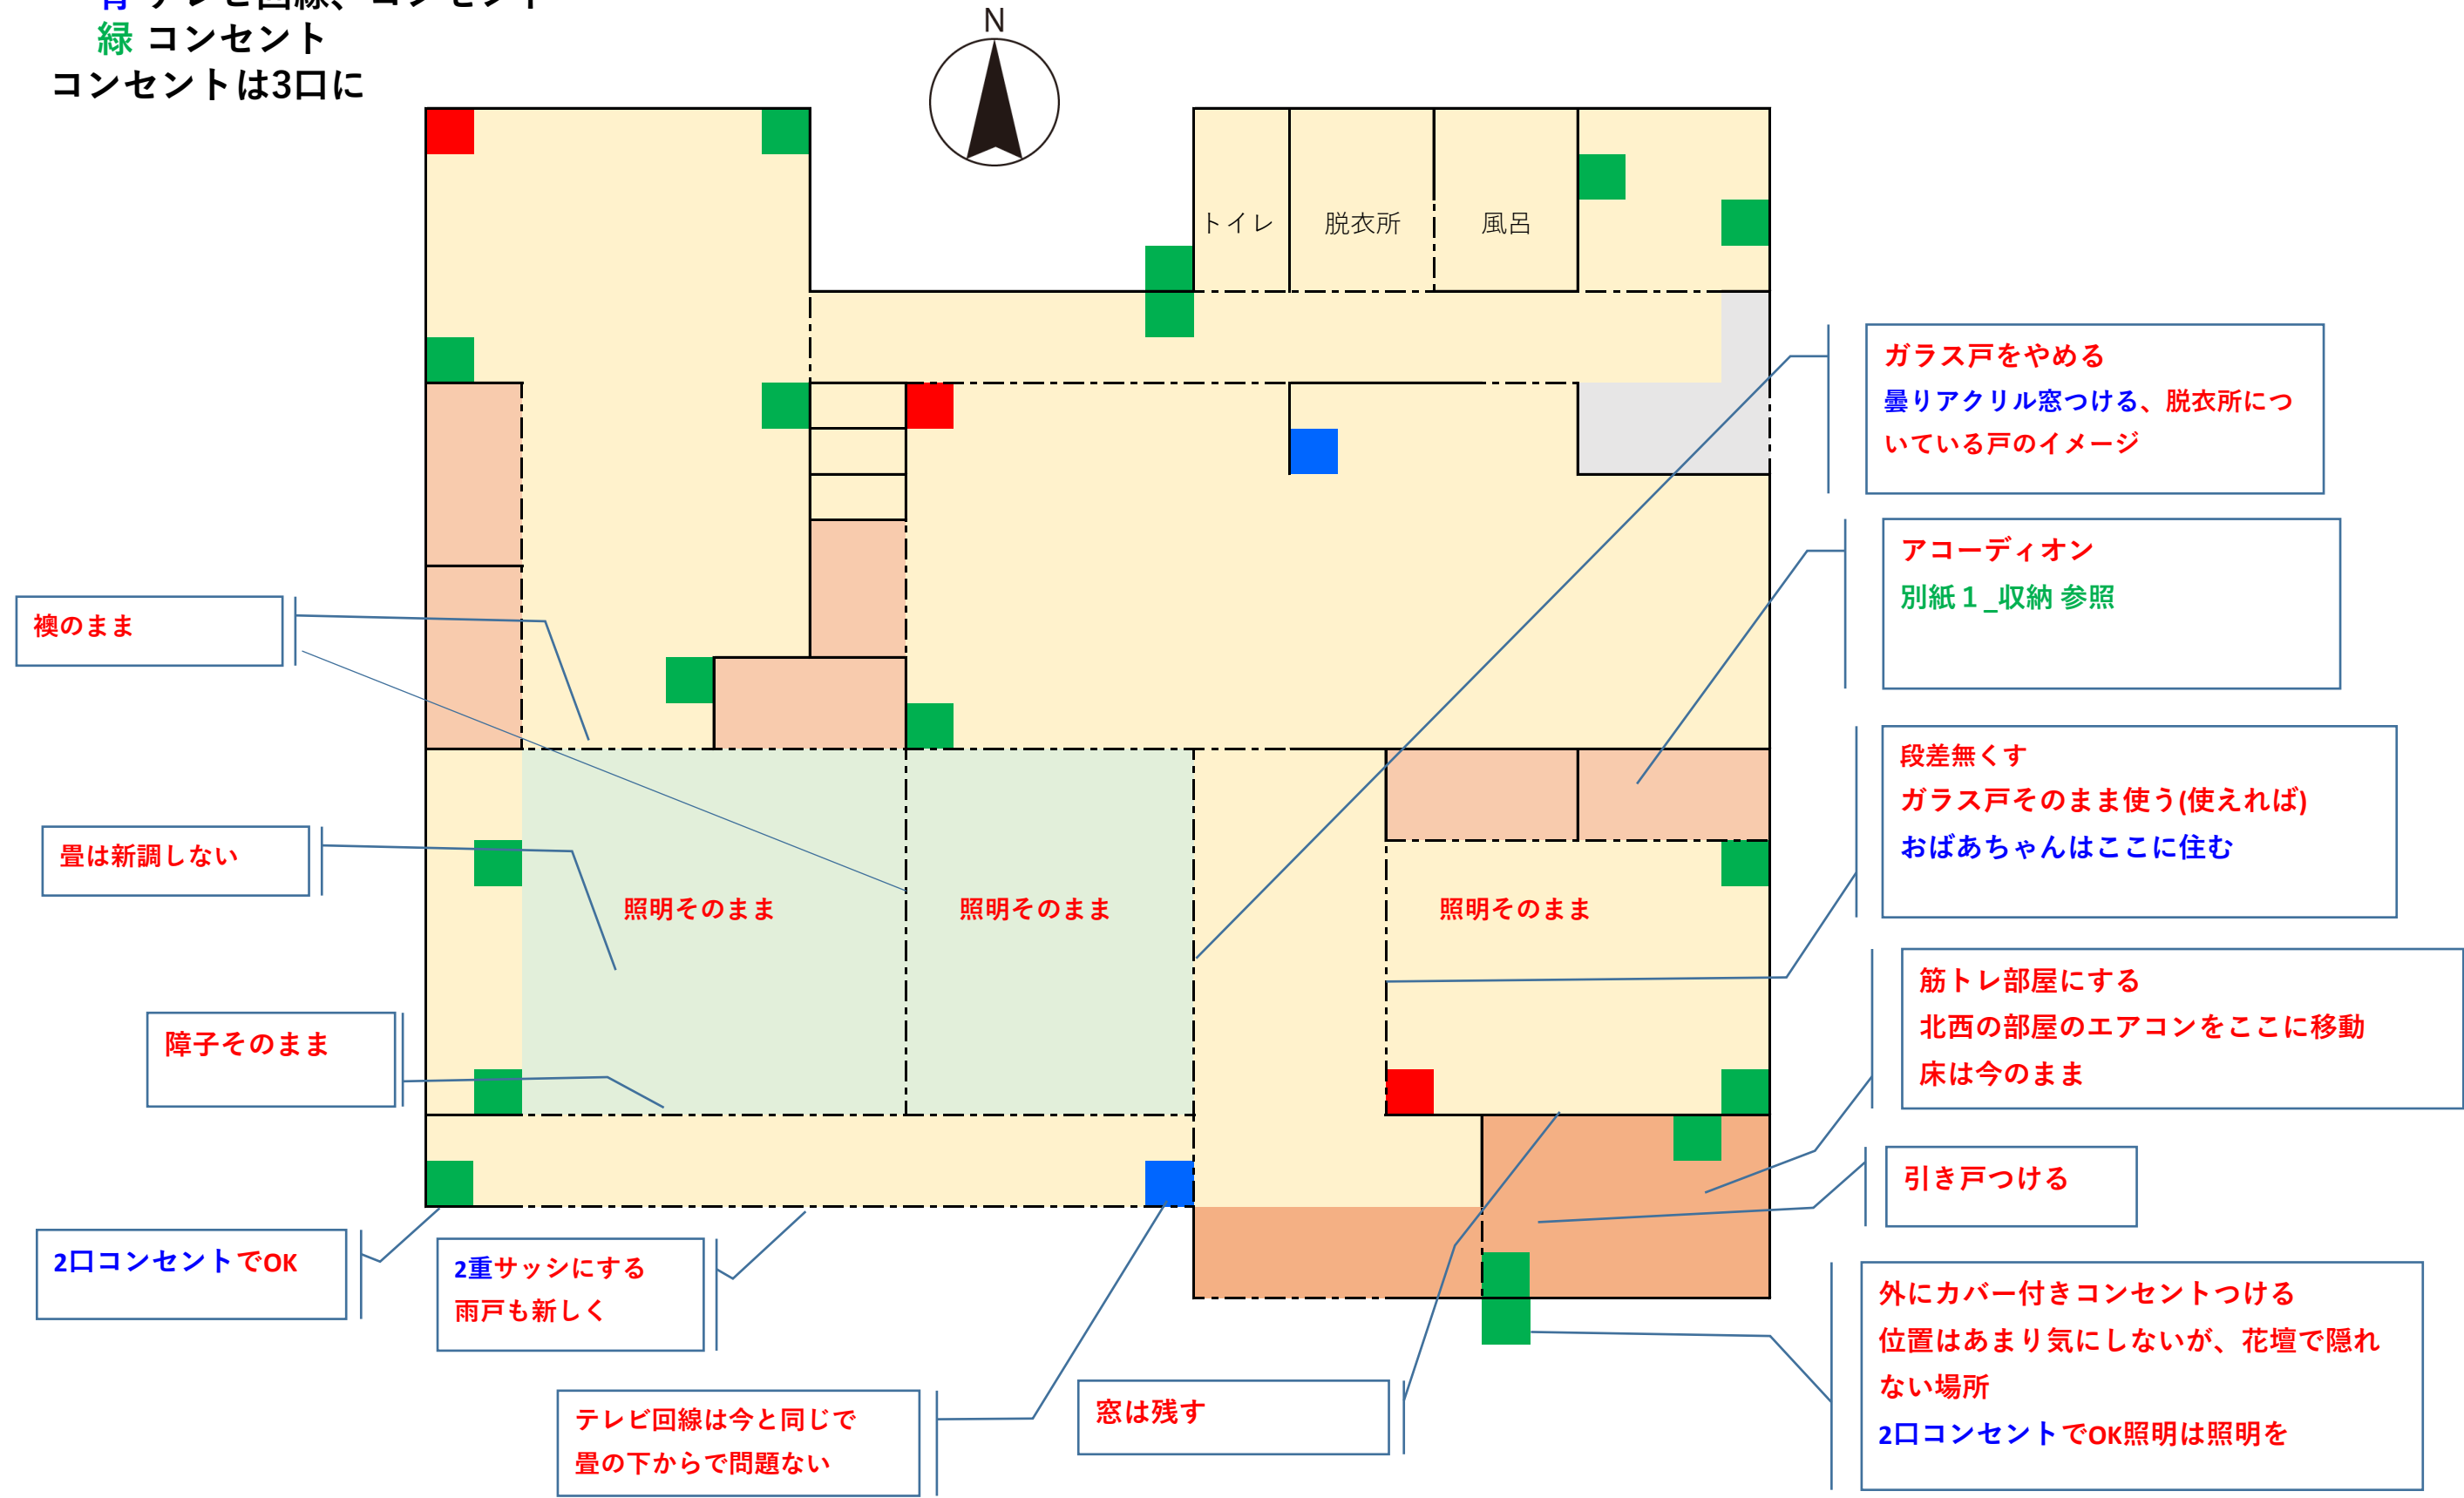 青 テレビ回線、コンセント
緑 コンセント
コンセントは3口に
N
トイレ
脱衣所
風呂
ガラス戸をやめる
曇りアクリル窓つける、脱衣所につ
いている戸のイメージ
アコーディオン
別紙１_収納 参照
襖のまま
段差無くす
ガラス戸そのまま使う(使えれば)
おばあちゃんはここに住む
畳は新調しない
照明そのまま
照明そのまま
照明そのまま
筋トレ部屋にする
北西の部屋のエアコンをここに移動
床は今のまま
障子そのまま
引き戸つける
2口コンセントでOK
2重サッシにする
雨戸も新しく
外にカバー付きコンセントつける
位置はあまり気にしないが、花壇で隠れ
ない場所
2口コンセントでOK照明は照明を
テレビ回線は今と同じで
畳の下からで問題ない
窓は残す